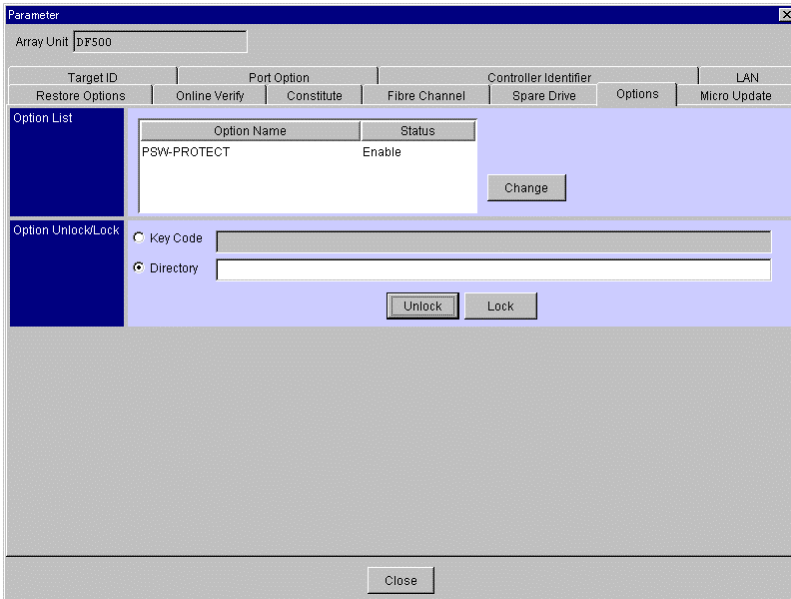 Parameter
Array Unit DF500
Target ID Port Option Controller Identifier LAN
Restore Options Online Verify Constitute Fibre Channel Spare Drive Options Micro Update
Option List
Option Name Status
PSW-PROTECT Enable
Change
Option Unlock/Lock
Key Code
Directory
Unlock Lock
Close